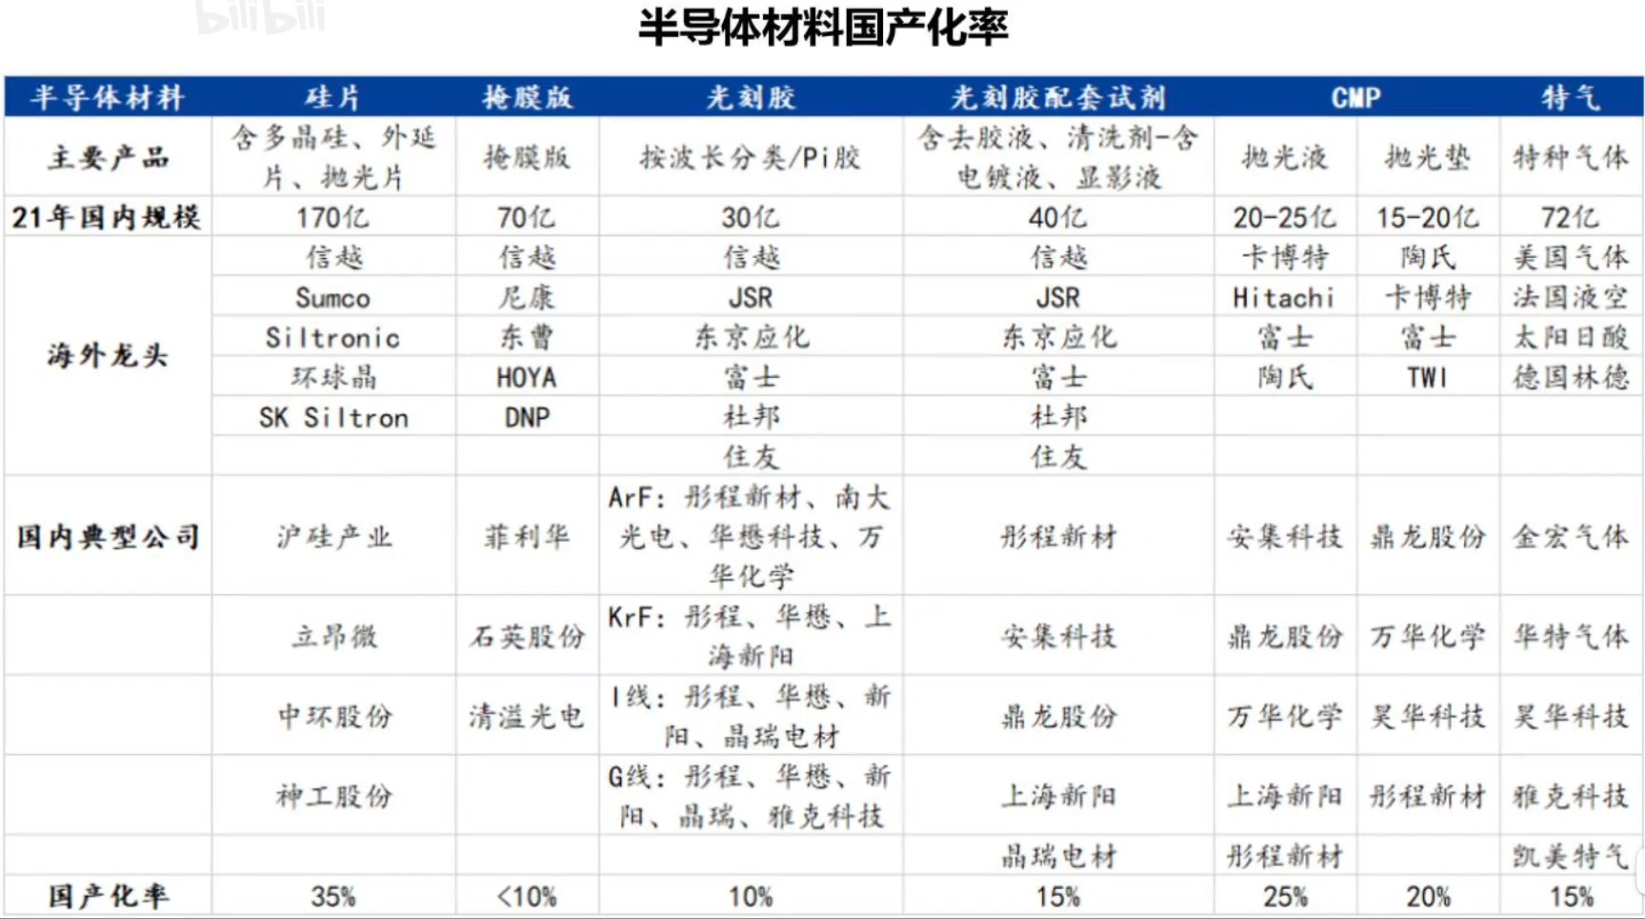 bilibili
半导体材料国产化率
半导体材料 硅片 掩膜版 光刻胶 光刻胶配套试剂 CMP 特气
主要产品 含多晶硅、外延片、抛光片 掩膜版 按波长分类/Pi胶 含去胶液、清洗剂-含电镀液、显影液 抛光液 抛光垫 特种气体
21年国内规模 170亿 70亿 30亿 40亿 20-25亿 15-20亿 72亿
海外龙头 信越 信越 信越 信越 卡博特 陶氏 美国气体
Sumco 尼康 JSR JSR Hitachi 卡博特 法国液空
Siltronic 东曹 东京应化 东京应化 富士 富士 太阳日酸
环球晶 HOYA 富士 富士 陶氏 TWI 德国林德
SK Siltron DNP 杜邦 杜邦
住友 住友
国内典型公司 沪硅产业 菲利华 ArF：彤程新材、南大光电、华懋科技、万华化学 彤程新材 安集科技 鼎龙股份 金宏气体
立昂微 石英股份 KrF：彤程、华懋、上海新阳 安集科技 鼎龙股份 万华化学 华特气体
中环股份 清溢光电 I线：彤程、华懋、新阳、晶瑞电材 鼎龙股份 万华化学 昊华科技 昊华科技
神工股份 G线：彤程、华懋、新阳、晶瑞、雅克科技 上海新阳 上海新阳 彤程新材 雅克科技
晶瑞电材 彤程新材 凯美特气
国产化率 35% <10% 10% 15% 25% 20% 15%